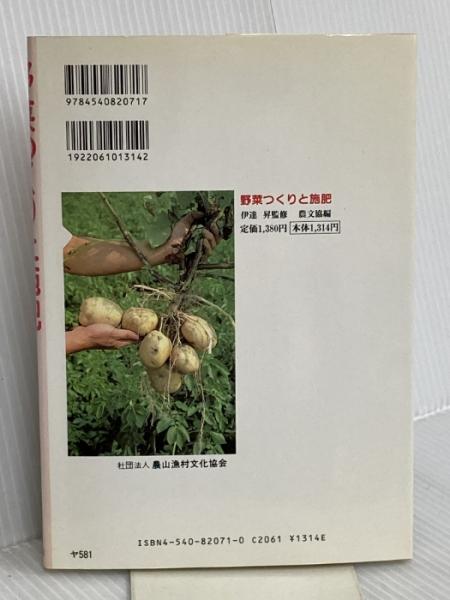 9784540820717
1922061013142
野菜つくりと施肥
伊達 昇監修 農文協編
定価1,380円 本体1,314円
社団法人 農山漁村文化協会
ISBN4-540-82071-0 C2061 ¥1314E
ヤ581